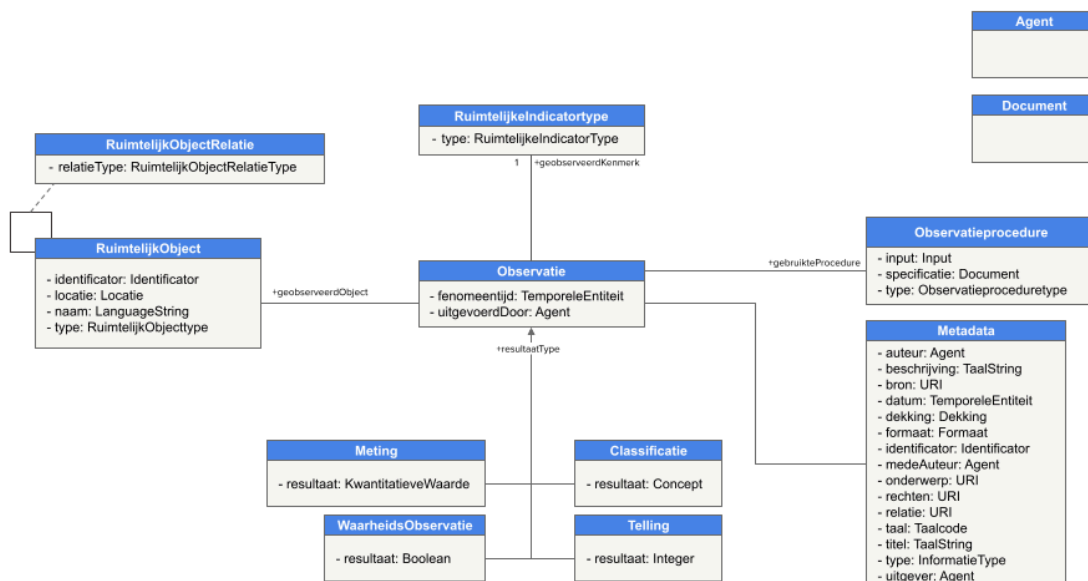 Agent
Document
RuimtelijkeIndicatortype
- type: RuimtelijkeIndicatorType
1
+geobserveerdKenmerk
RuimtelijkObjectRelatie
- relatieType: RuimtelijkObjectRelatieType
RuimtelijkObject
- identificator: Identificator
- locatie: Locatie
- naam: LanguageString
- type: RuimtelijkObjecttype
+geobserveerdObject
Observatie
- fenomeentijd: TemporeleEntiteit
- uitgevoerdDoor: Agent
+gebruikteProcedure
Observatieprocedure
- input: Input
- specificatie: Document
- type: Observatieproceduretype
+resultaatType
Metadata
- auteur: Agent
- beschrijving: TaalString
- bron: URI
- datum: TemporeleEntiteit
- dekking: Dekking
- formaat: Formaat
- identificator: Identificator
- medeAuteur: Agent
- onderwerp: URI
- rechten: URI
- relatie: URI
- taal: Taalcode
- titel: TaalString
- type: InformatieType
- uitgever: Agent
Meting
- resultaat: KwantitatieveWaarde
Classificatie
- resultaat: Concept
WaarheidsObservatie
- resultaat: Boolean
Telling
- resultaat: Integer